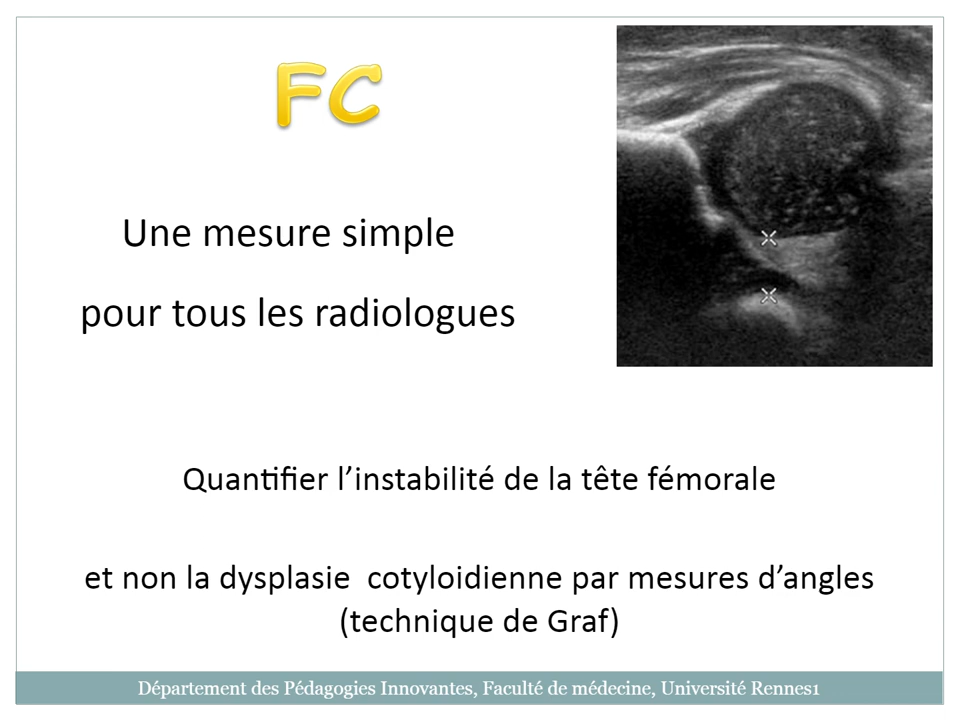 FC
Une mesure simple
pour tous les radiologues
Quantifier l’instabilité de la tête fémorale
et non la dysplasie cotyloidienne par mesures d’angles
(technique de Graf)
Département des Pédagogies Innovantes, Faculté de médecine, Université Rennes1